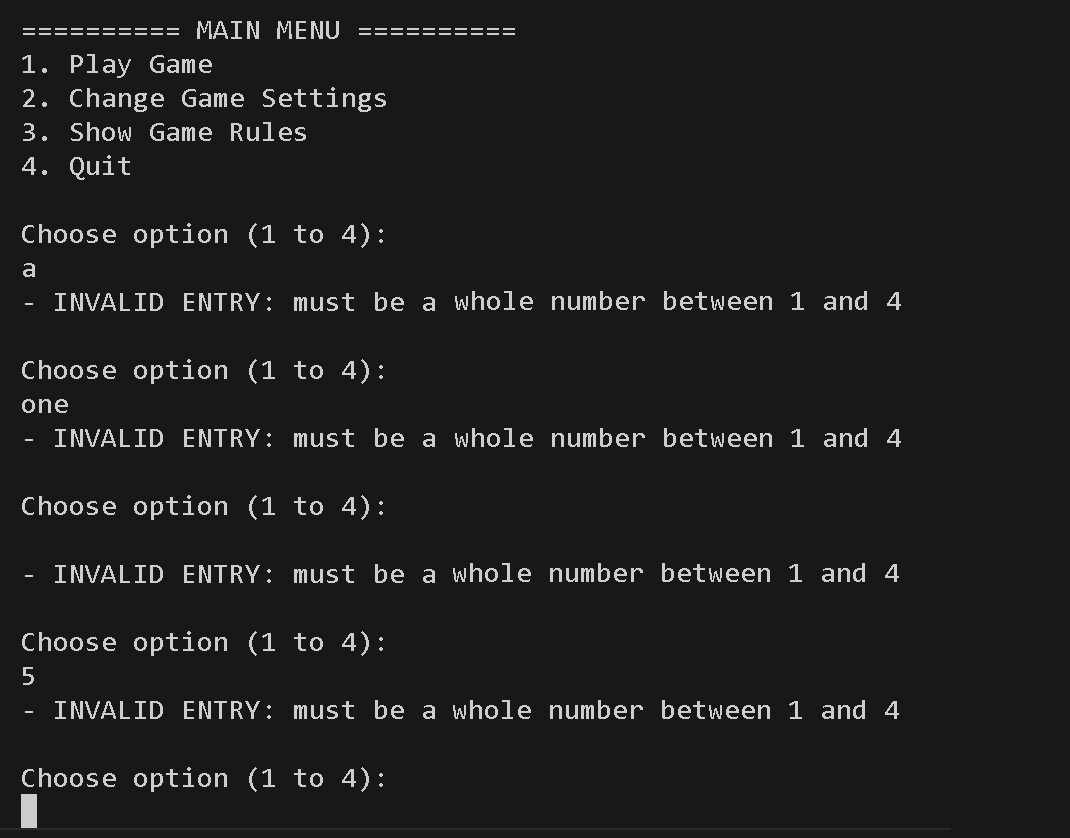 ========== MAIN MENU ==========
1. Play Game
2. Change Game Settings
3. Show Game Rules
4. Quit
Choose option (1 to 4):
a
- INVALID ENTRY: must be a whole number between 1 and 4
Choose option (1 to 4):
one
- INVALID ENTRY: must be a whole number between 1 and 4
Choose option (1 to 4):
- INVALID ENTRY: must be a whole number between 1 and 4
Choose option (1 to 4):
5
- INVALID ENTRY: must be a whole number between 1 and 4
Choose option (1 to 4):